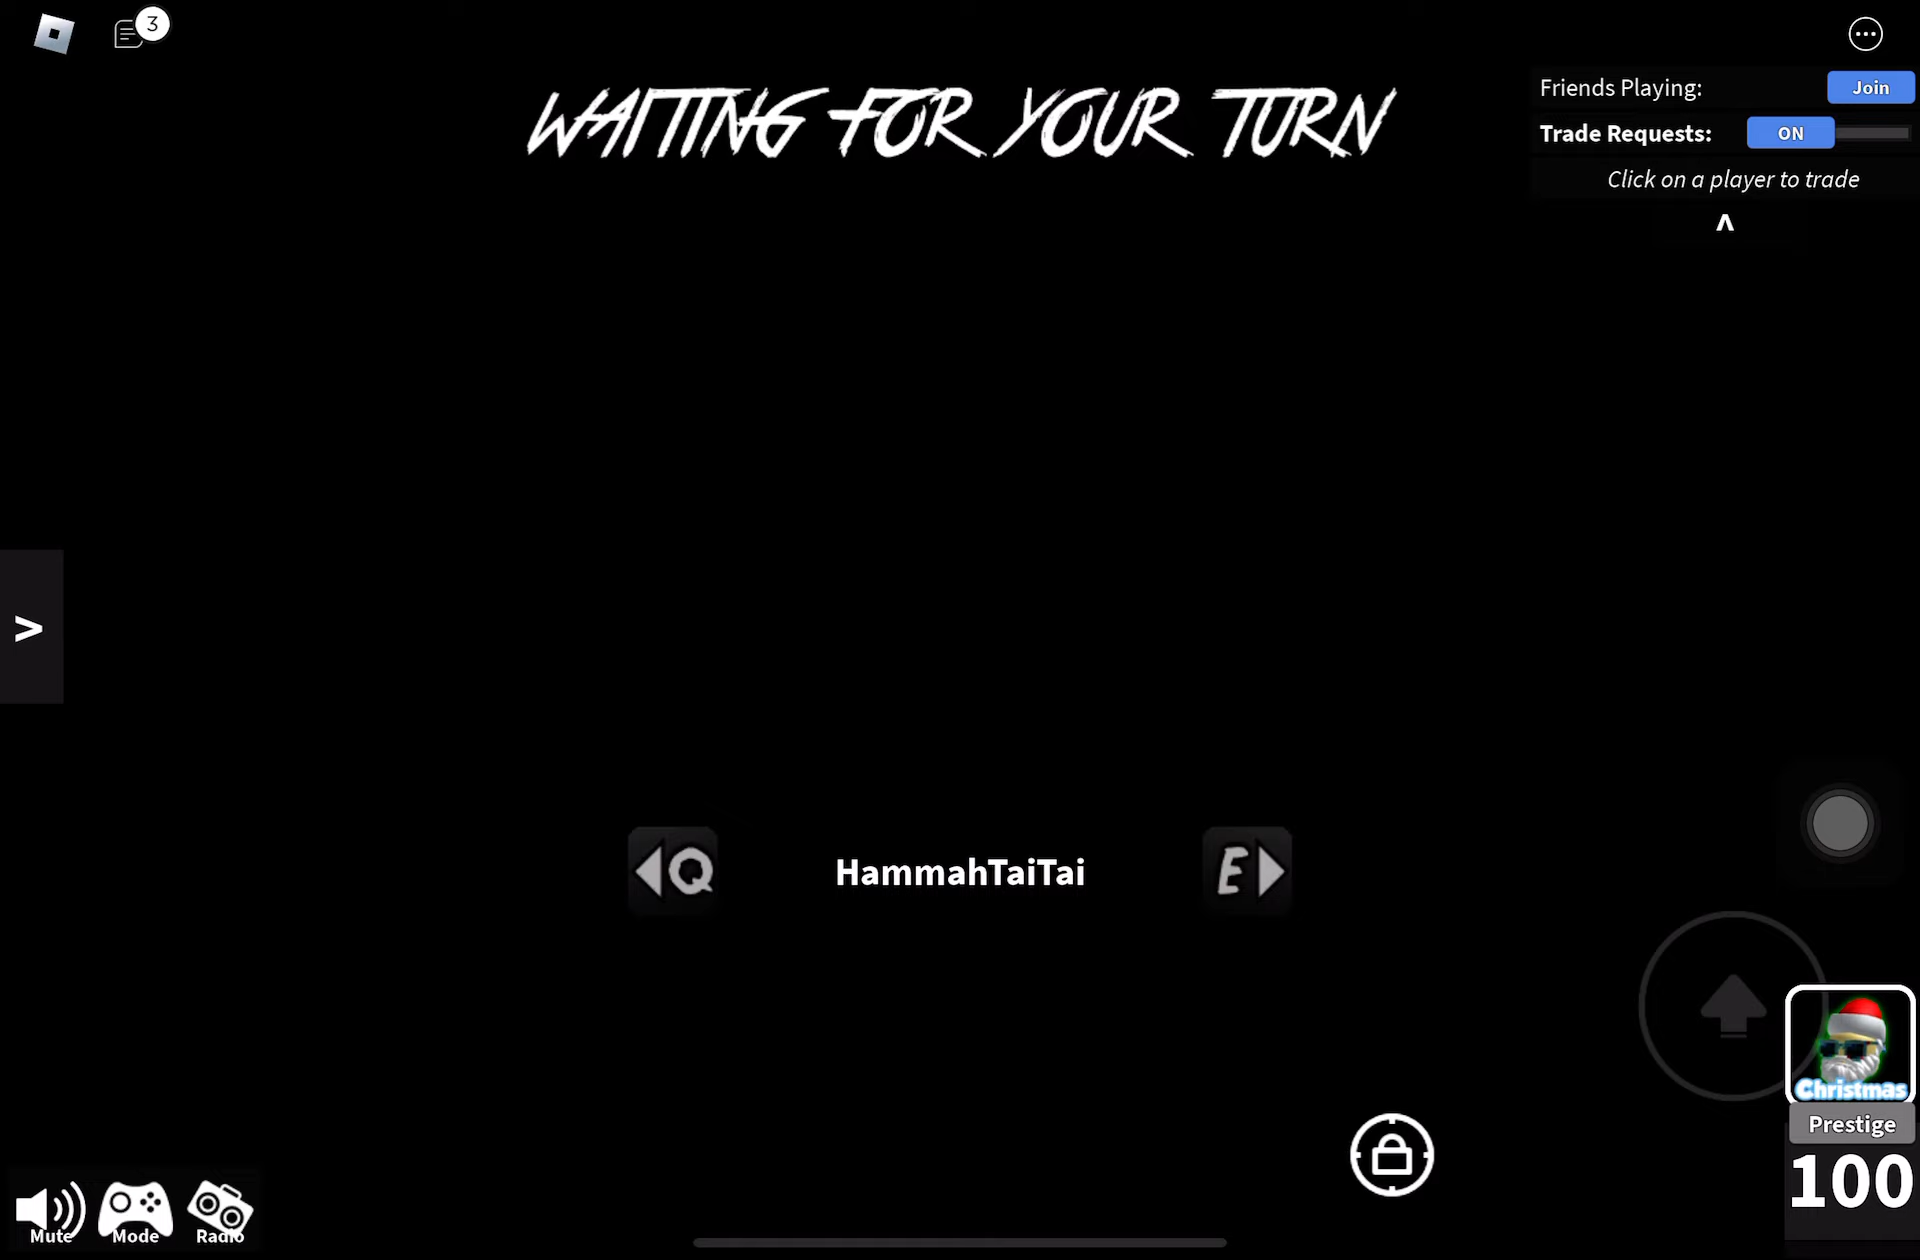 3
WAITING FOR YOUR TURN
Friends Playing:
Join
Trade Requests:
ON
Click on a player to trade
^
>
Q
HammahTaiTai
E
Christmas
Prestige
100
Mute
Mode
Radio